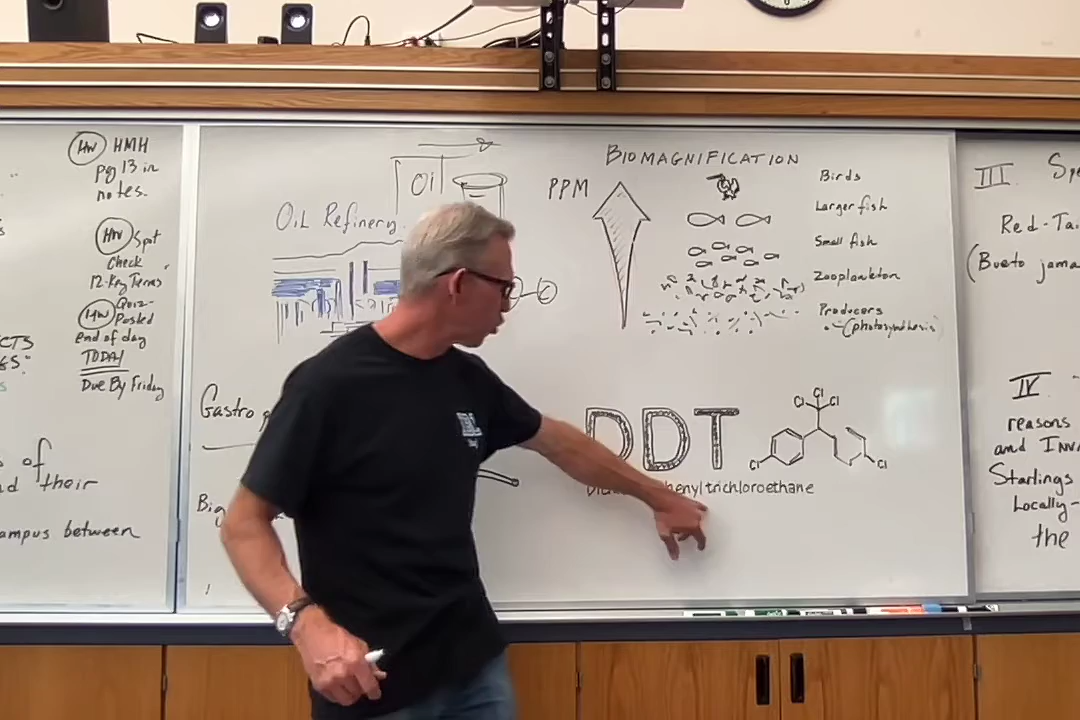 HW HMH
pg 13 in
notes.
HW Spot
Check
12-Key Terms
HW Quiz-
Posted
end of day
TODAY
Due By Friday
of
their
ampus between
Oil
Oil Refinery
Gastro
Big
BIOMAGNIFICATION
PPM
Birds
Larger fish
Small fish
Zooplankton
Producers
(photosynthesis)
DDT
Cl
Cl Cl
Cl Cl
phenyltrichloroethane
III
Red-Tai
(Bueto jama
IV
reasons
and Inva
Starlings
Locally-
the